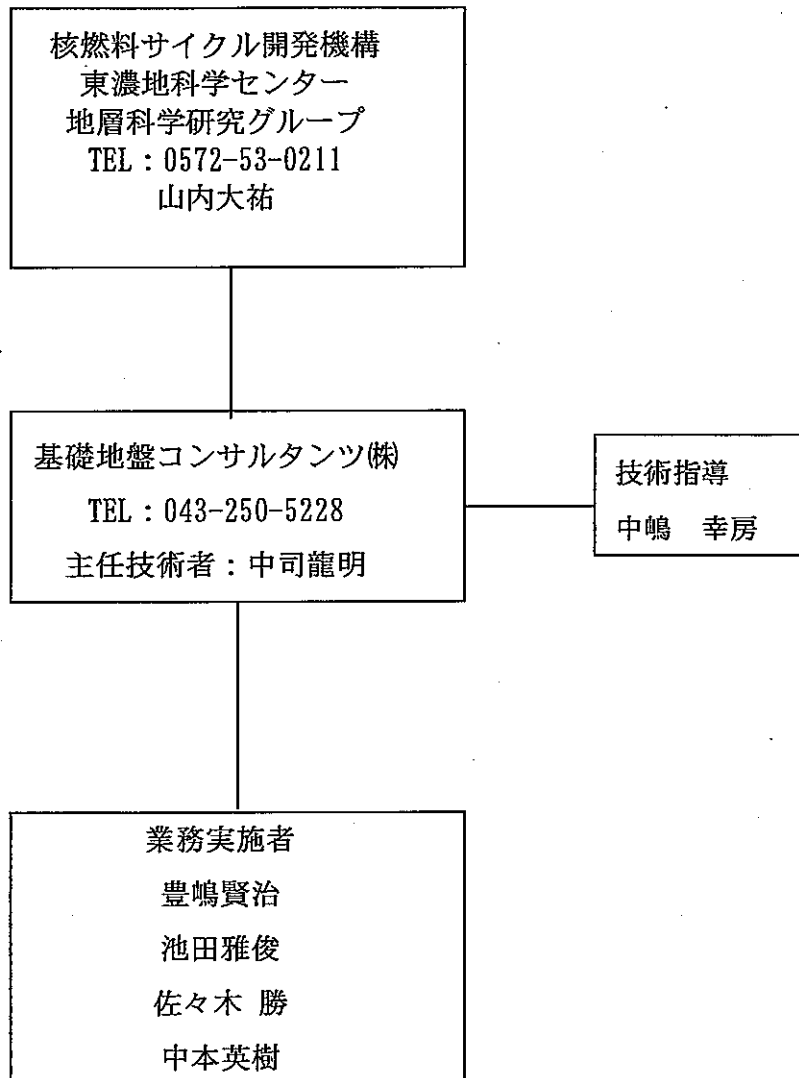 核燃料サイクル開発機構
東濃地科学センター
地層科学研究グループ
TEL：0572-53-0211
山内大祐
基礎地盤コンサルタンツ㈱
TEL：043-250-5228
主任技術者：中司龍明
技術指導
中嶋　幸房
業務実施者
豊嶋賢治
池田雅俊
佐々木 勝
中本英樹